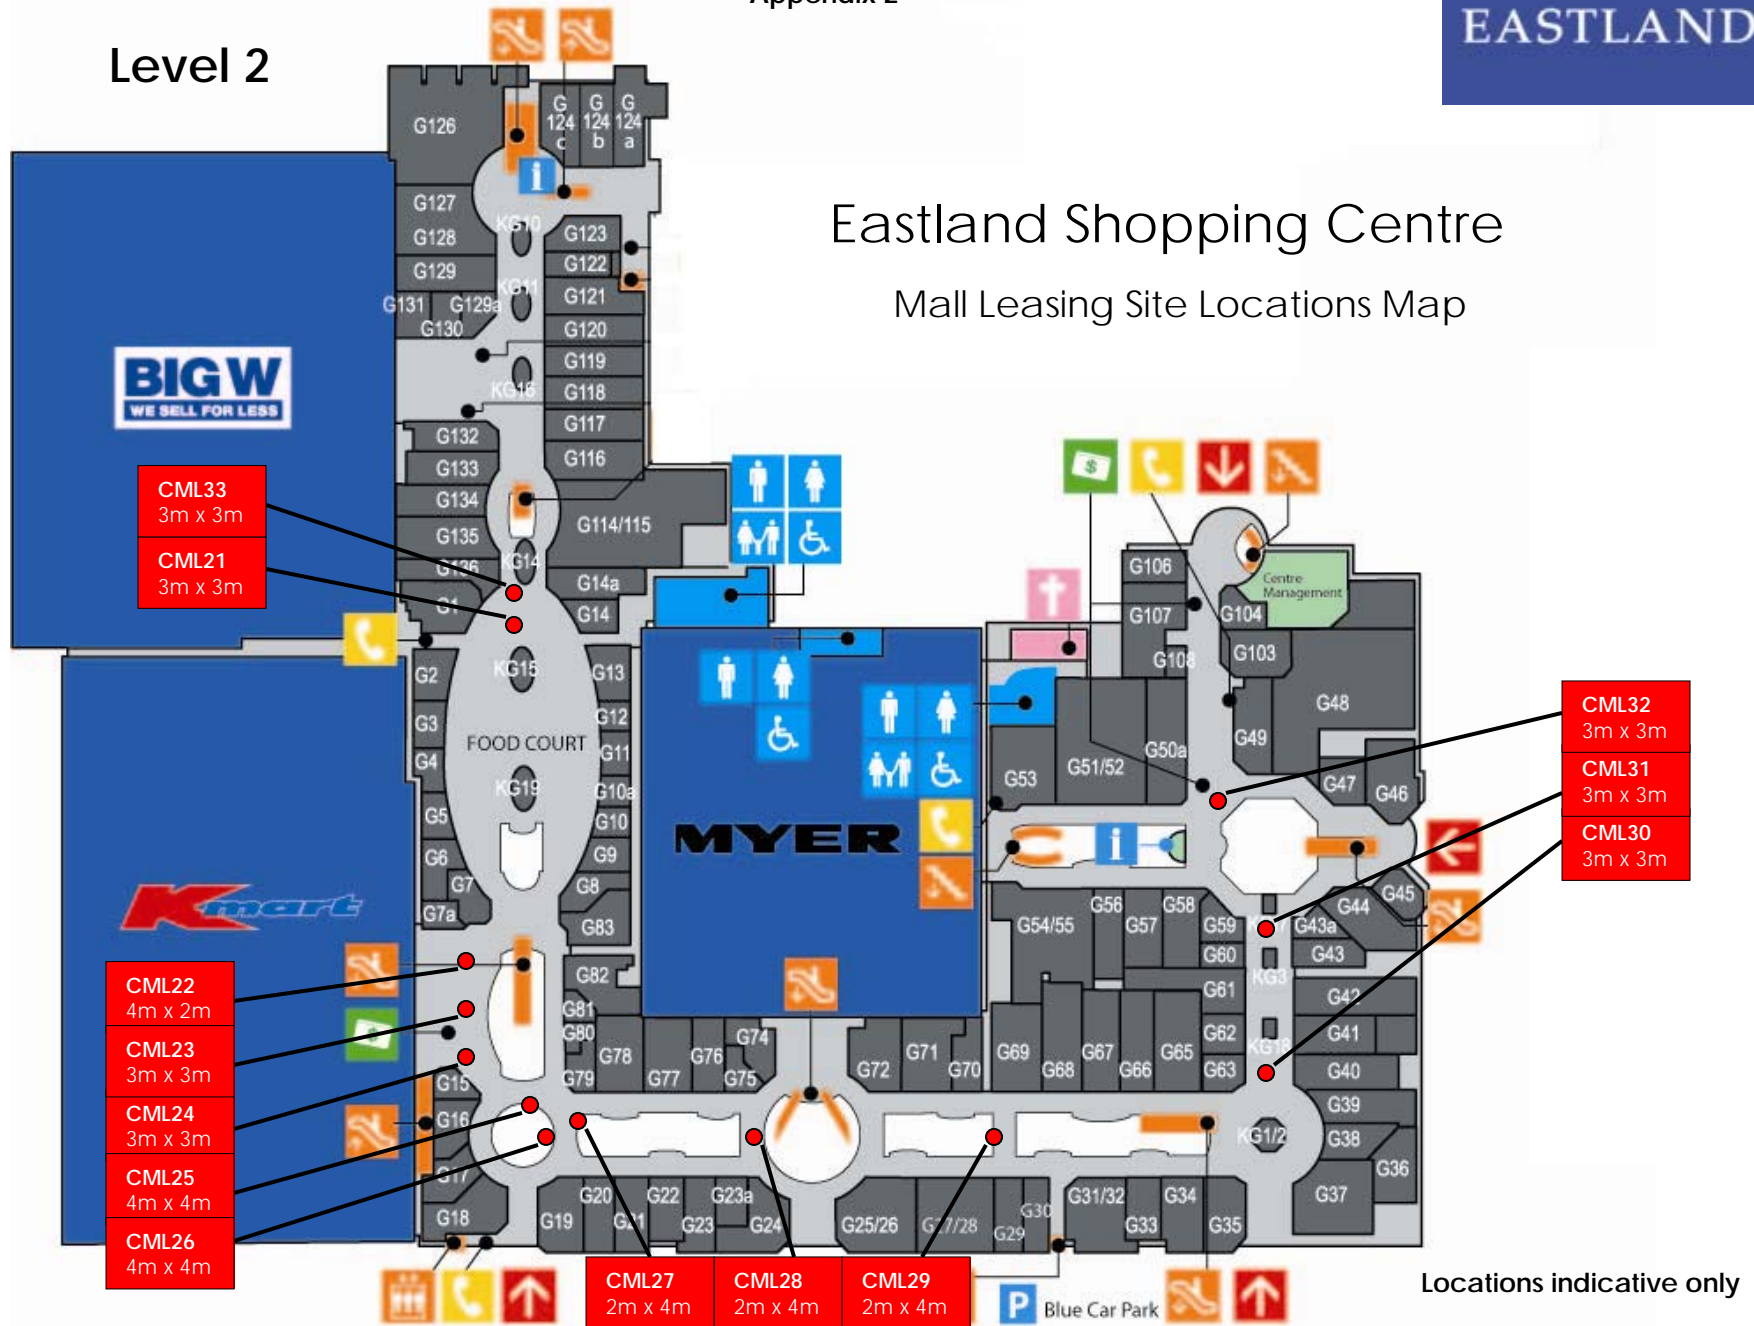 Appendix 2
EASTLAND
Level 2
Eastland Shopping Centre
Mall Leasing Site Locations Map
G126
G
124
c
G
124
b
G
124
a
i
G127
G128
G129
G131
G129a
G130
KG10
KG11
KG16
G123
G122
G121
G120
G119
G118
G117
G116
G114/115
BIG W
WE SELL FOR LESS
G132
G133
G134
G135
G136
G1
KG14
G14a
G14
CML33
3m x 3m
CML21
3m x 3m
$
G106
G107
G108
Centre
Management
G104
G103
G2
G3
G4
G5
G6
G7
G7a
KG15
FOOD COURT
KG19
G13
G12
G11
G10a
G10
G9
G8
G83
MYER
G53
G51/52
G50a
G49
G48
G47
G46
i
CML32
3m x 3m
CML31
3m x 3m
CML30
3m x 3m
Kmart
G45
G44
G43a
G43
G54/55
G56
G57
G58
G59
G60
G61
G62
G63
KG3
KG18
G42
G41
G40
G39
G38
G37
G36
KG1/2
CML22
4m x 2m
CML23
3m x 3m
CML24
3m x 3m
CML25
4m x 4m
CML26
4m x 4m
$
G82
G81
G80
G79
G78
G77
G76
G75
G74
G72
G71
G70
G69
G68
G67
G66
G65
G15
G16
G17
G18
G19
G20
G21
G22
G23
G23a
G24
G25/26
G27/28
G29
G30
G31/32
G33
G34
G35
CML27
2m x 4m
CML28
2m x 4m
CML29
2m x 4m
P
Blue Car Park
Locations indicative only